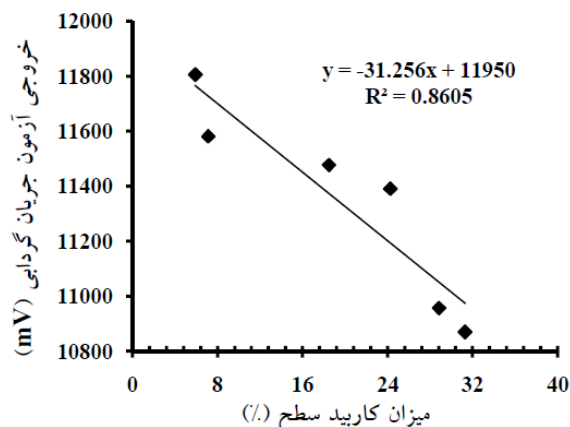 خروجی آزمون جریان گردابی (mV)
12000
11800
11600
11400
11200
11000
10800
y = -31.256x + 11950
R² = 0.8605
0 8 16 24 32 40
میزان کاربید سطح (٪)